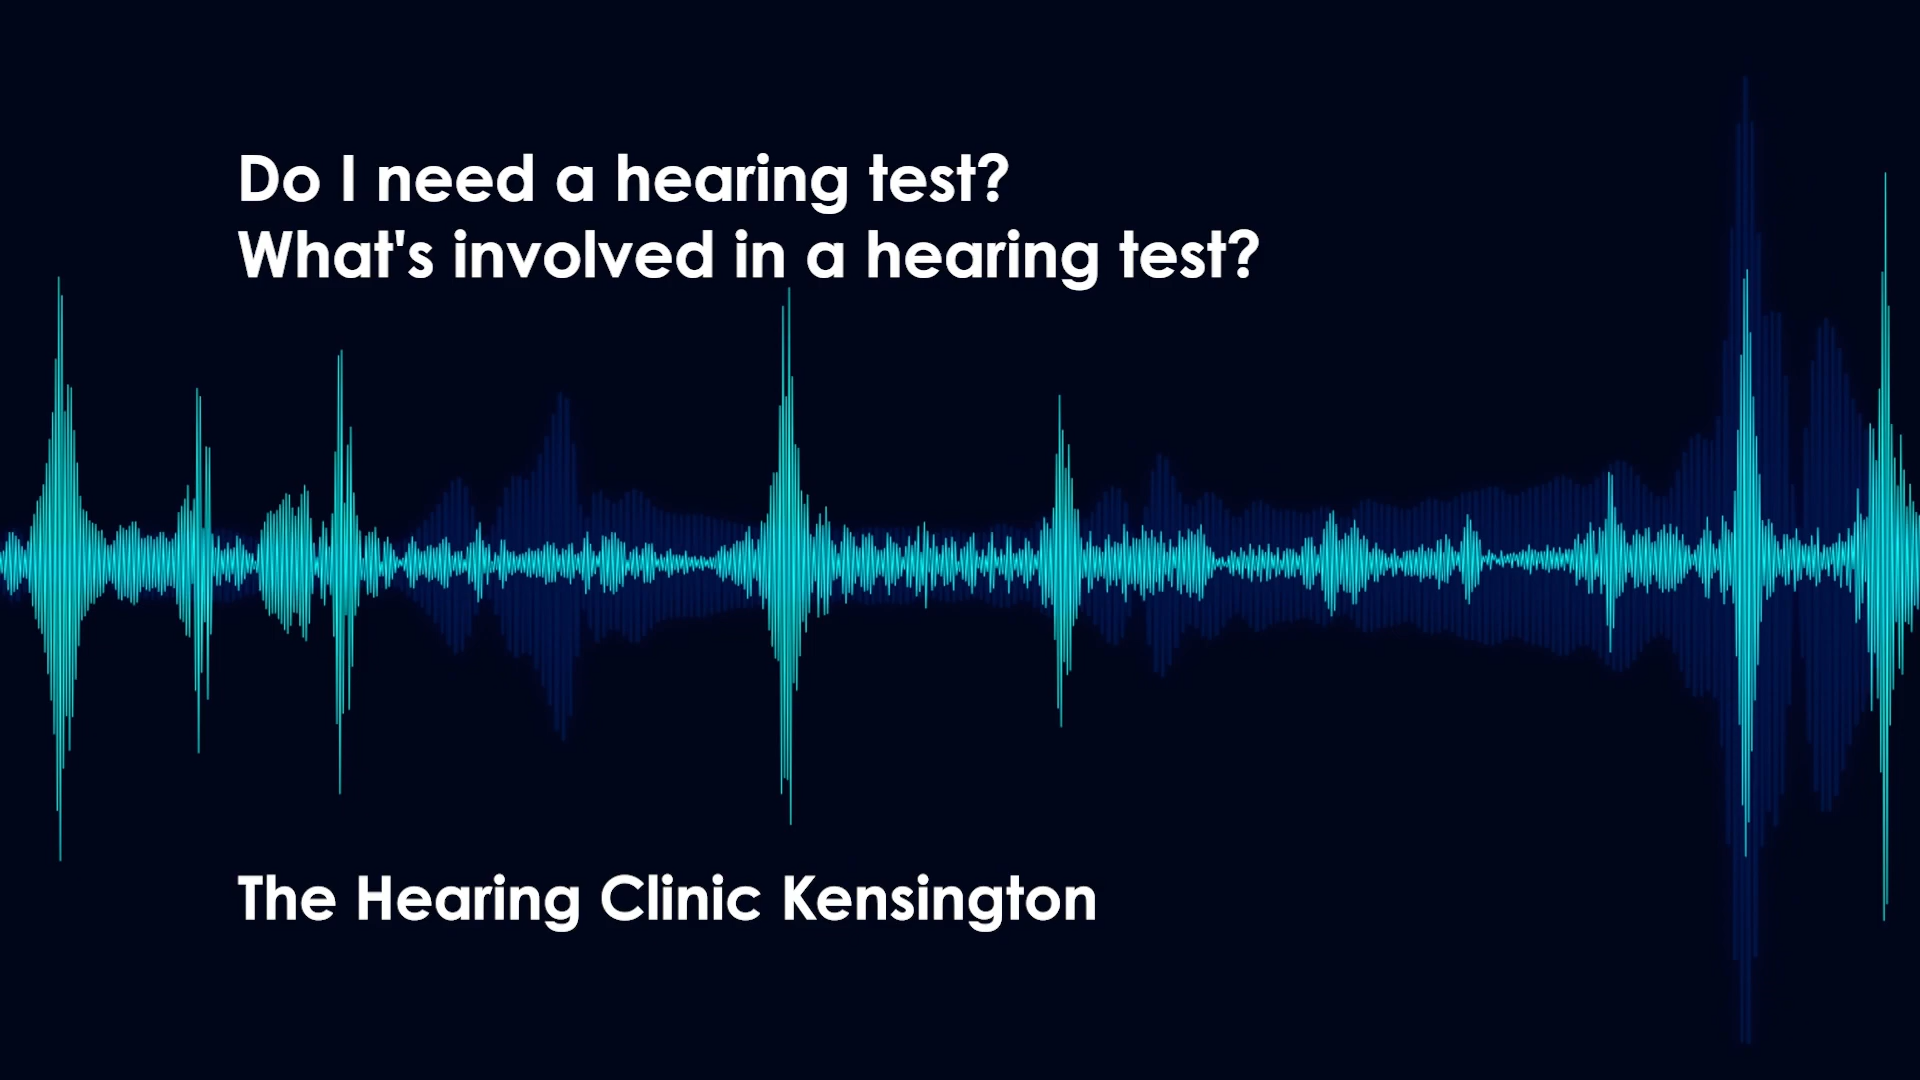 Do I need a hearing test?
What's involved in a hearing test?
The Hearing Clinic Kensington